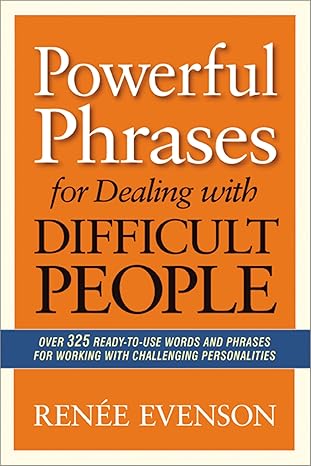 Powerful
Phrases
for Dealing with
DIFFICULT
PEOPLE
OVER 325 READY-TO-USE WORDS AND PHRASES
FOR WORKING WITH CHALLENGING PERSONALITIES
RENÉE EVENSON